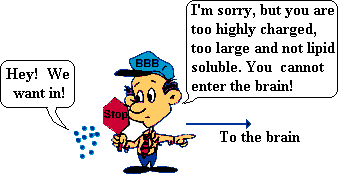 Hey! We
want in!
BBB
Stop
I'm sorry, but you are
too highly charged,
too large and not lipid
soluble. You cannot
enter the brain!
To the brain